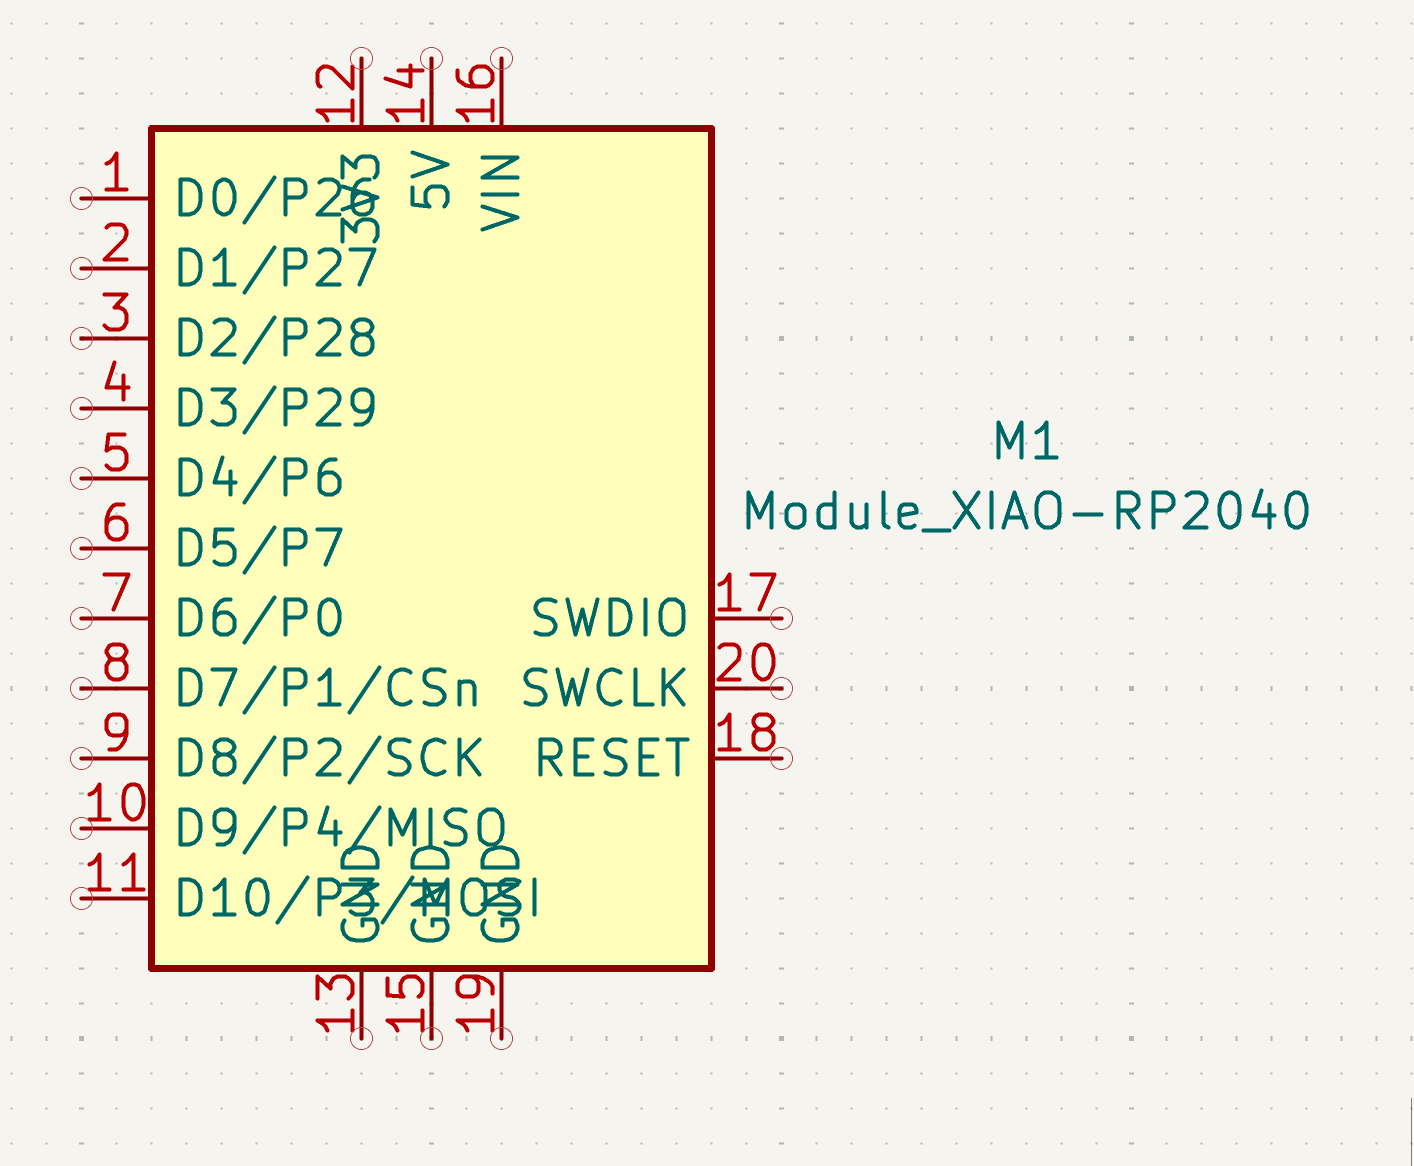 12 14 16
3V3 5V VIN
1 D0/P26
2 D1/P27
3 D2/P28
4 D3/P29
M1
5 D4/P6
Module_XIAO-RP2040
6 D5/P7
7 D6/P0 SWDIO 17
8 D7/P1/CSn SWCLK 20
9 D8/P2/SCK RESET 18
10 D9/P4/MISO
11 D10/P3/MOSI
GND GND GND
13 15 19